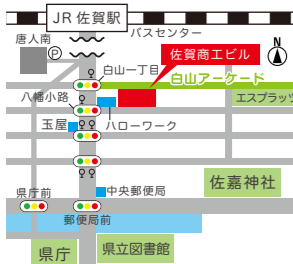 JR 佐賀駅
バスセンター
唐人南
P
佐賀商工ビル
N
白山一丁目
白山アーケード
八幡小路
エスプラッツ
玉屋
ハローワーク
佐嘉神社
中央郵便局
県庁前
郵便局前
県庁
県立図書館